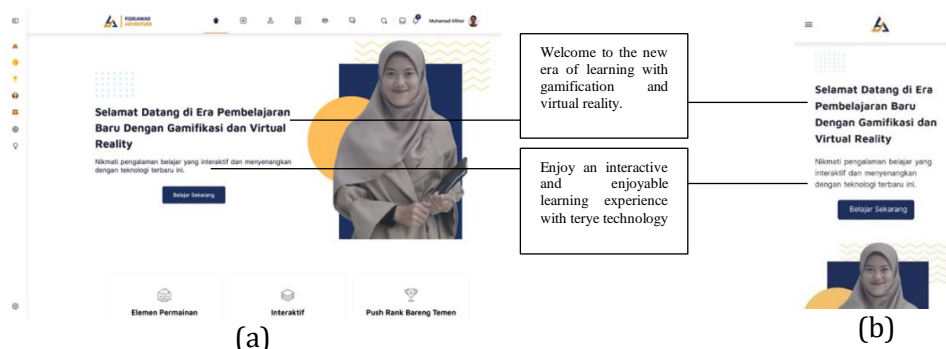 FISIKAWAN
ADVENTURE
Muhamad Vikhar
Selamat Datang di Era Pembelajaran
Baru Dengan Gamifikasi dan Virtual
Reality
Nikmati pengalaman belajar yang interaktif dan menyenangkan
dengan teknologi terbaru ini.
Belajar Sekarang
Elemen Permainan
Interaktif
Push Rank Bareng Temen
(a)
Welcome to the new
era of learning with
gamification and
virtual reality.
Enjoy an interactive
and enjoyable
learning experience
with terye technology
Selamat Datang di Era
Pembelajaran Baru
Dengan Gamifikasi dan
Virtual Reality
Nikmati pengalaman belajar yang
interaktif dan menyenangkan
dengan teknologi terbaru ini.
Belajar Sekarang
(b)